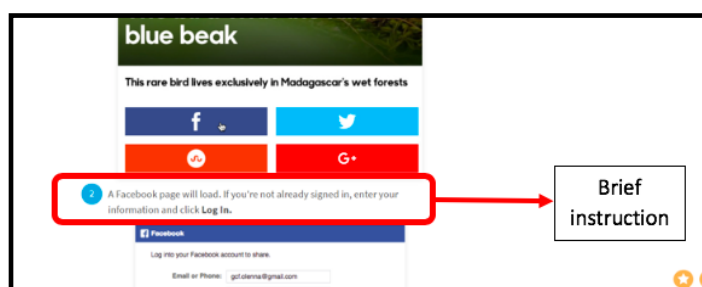 blue beak
This rare bird lives exclusively in Madagascar's wet forests
f
G+
2 A Facebook page will load. If you're not already signed in, enter your
information and click Log In.
Brief
instruction
f Facebook
Log into your Facebook account to share.
Email or Phone: gcf.olenna@gmail.com